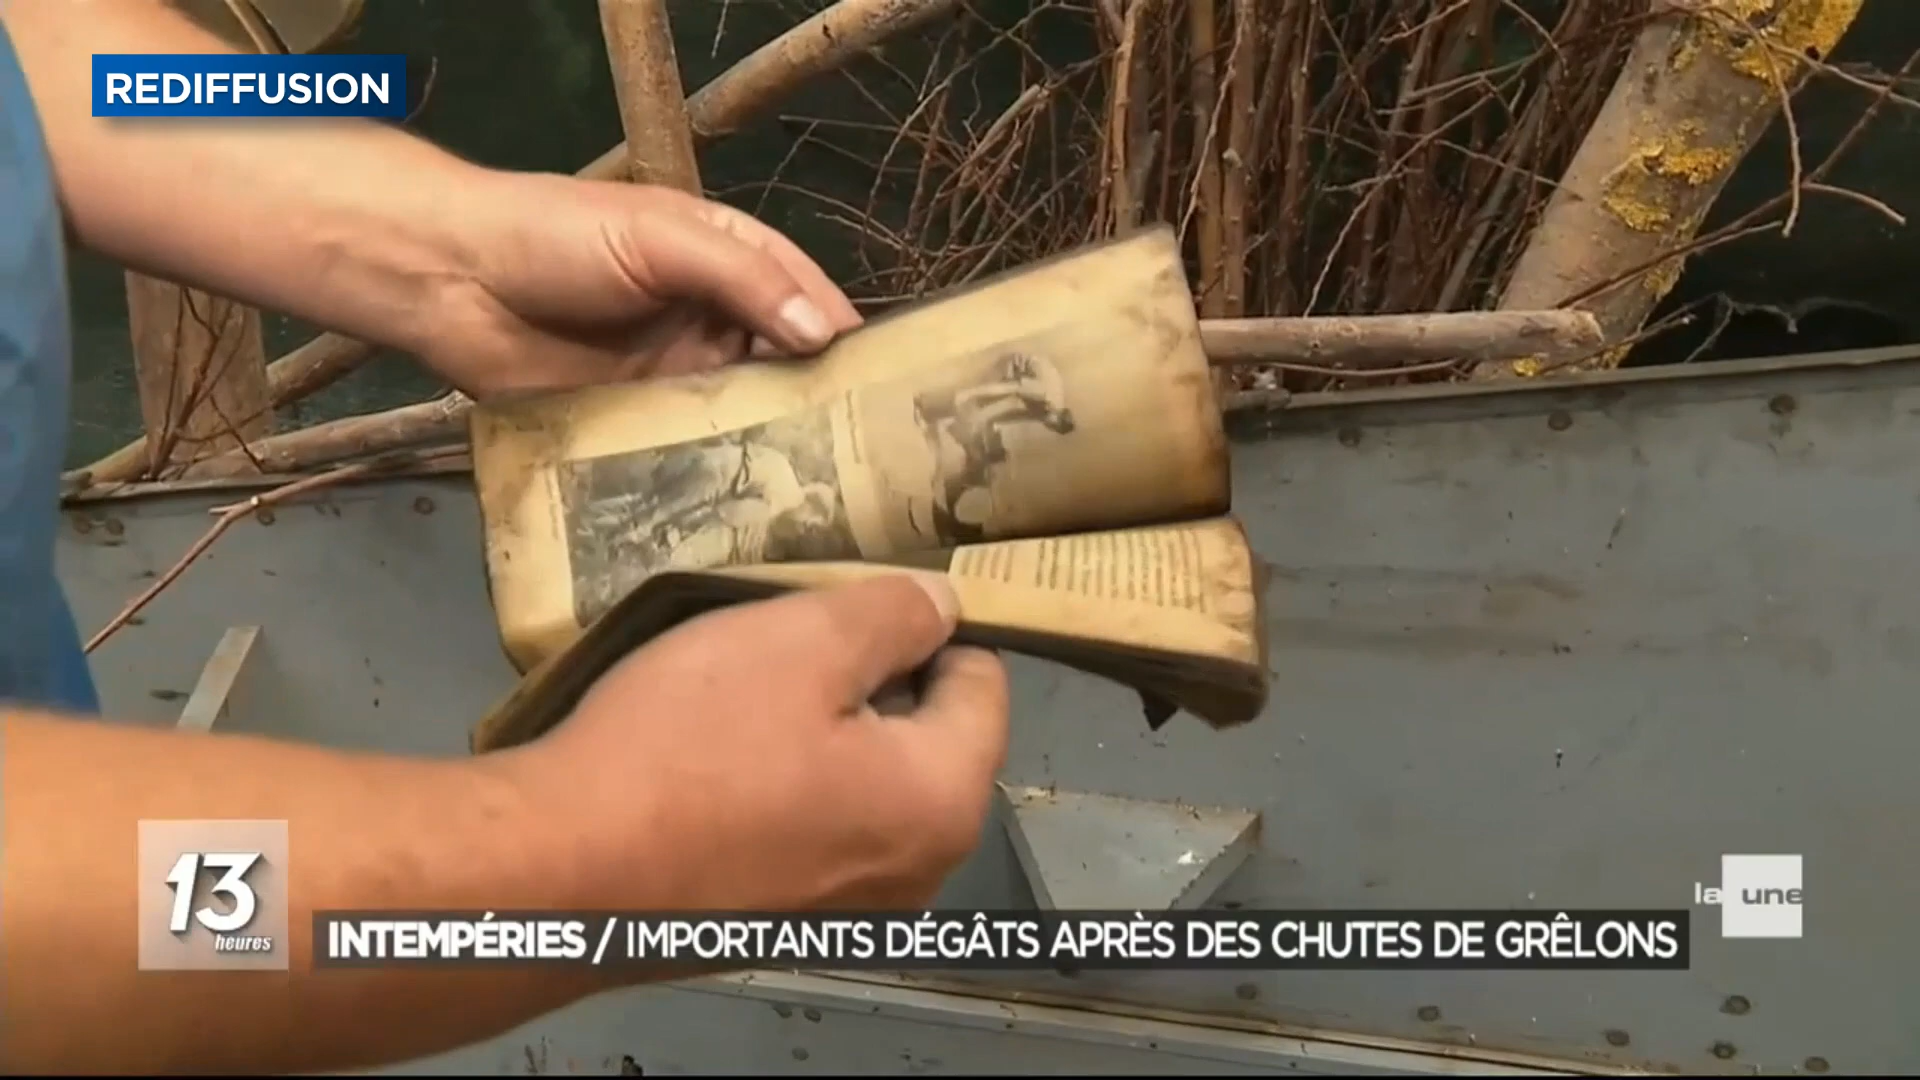 REDIFFUSION
13
heures
INTEMPÉRIES / IMPORTANTS DÉGÂTS APRÈS DES CHUTES DE GRÊLONS
la une